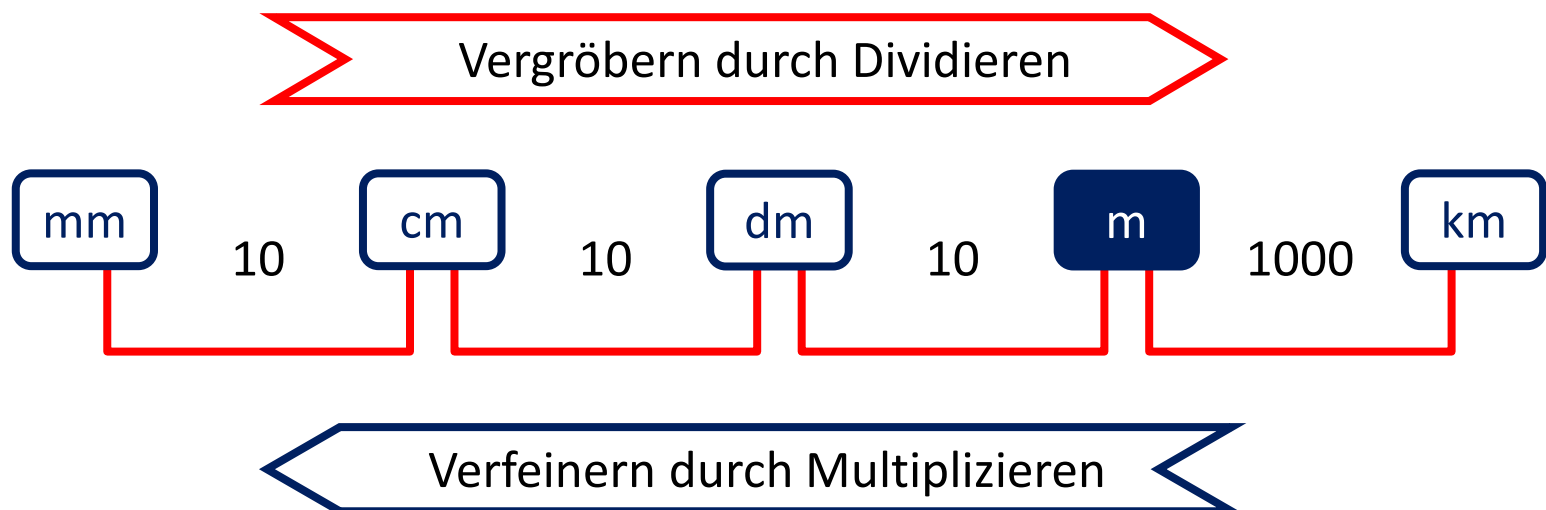 Vergröbern durch Dividieren
mm 10 cm 10 dm 10 m 1000 km
Verfeinern durch Multiplizieren